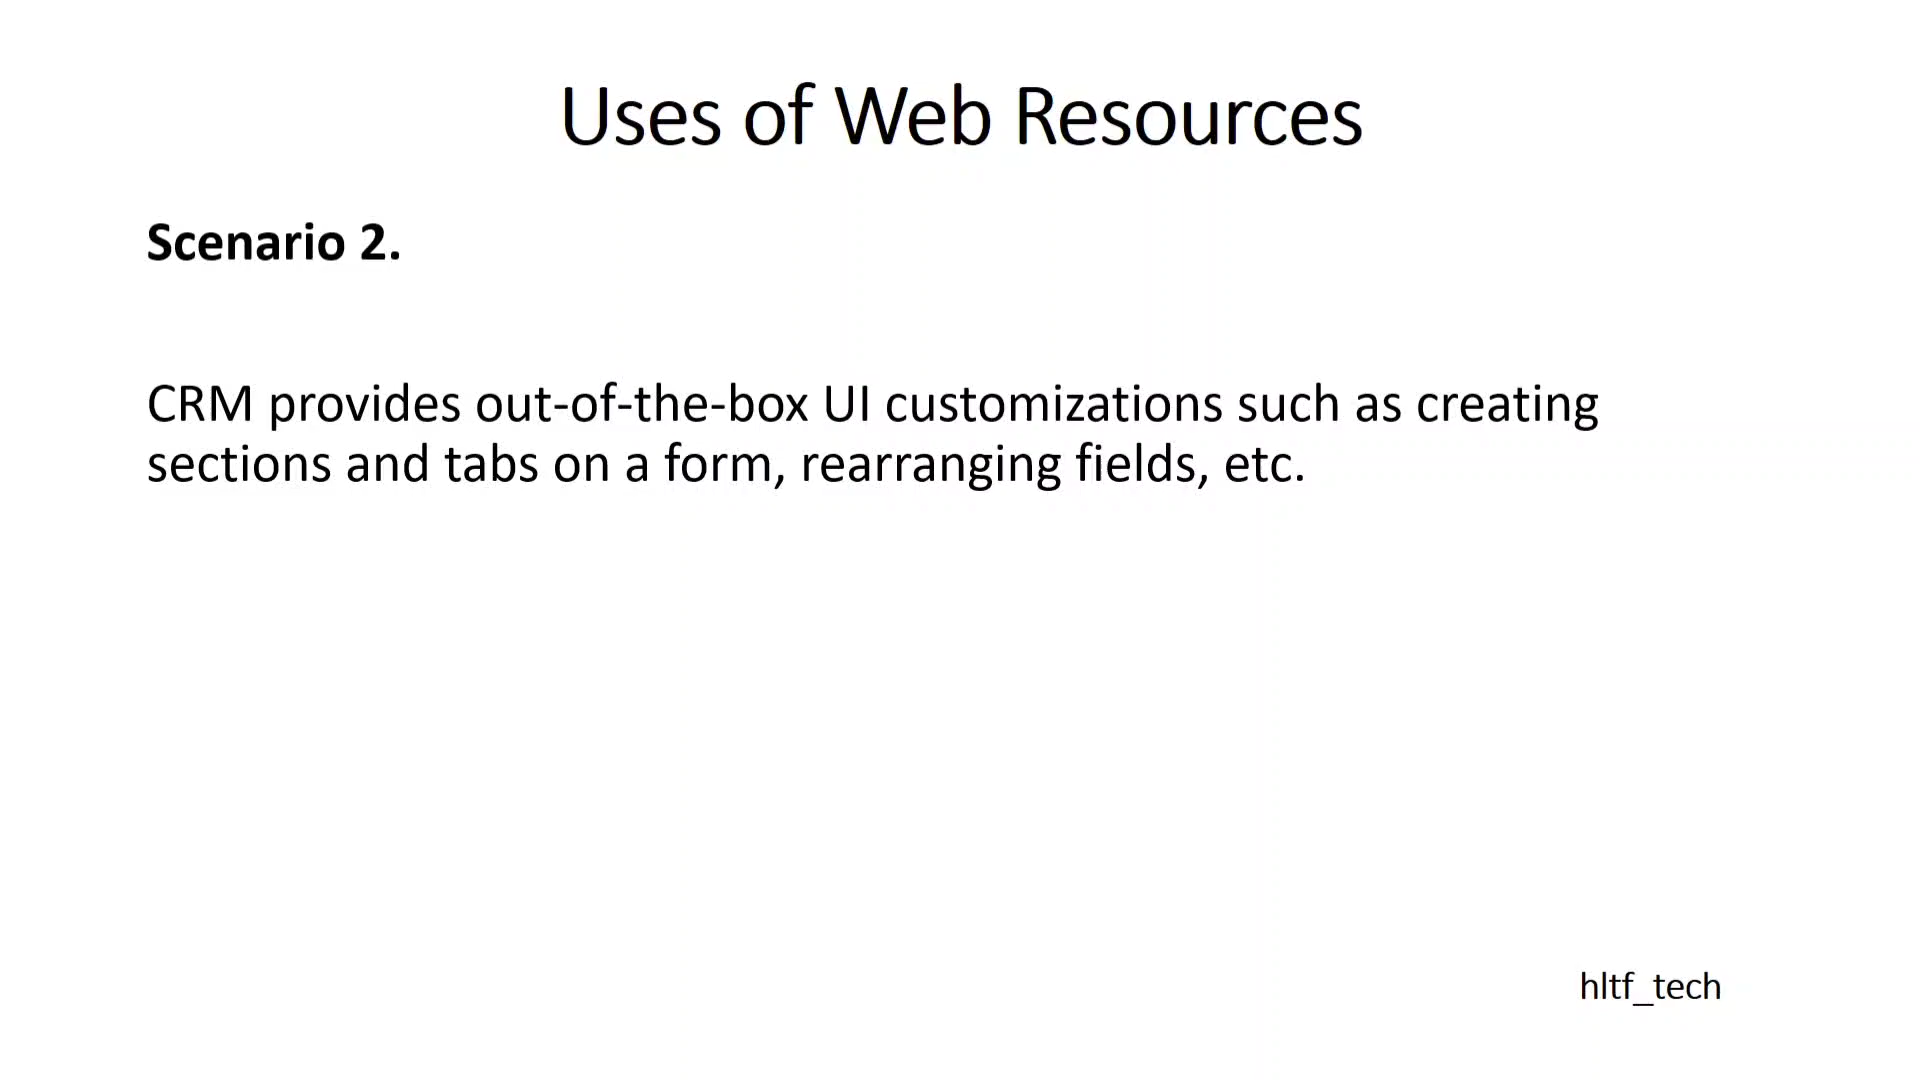 Uses of Web Resources
Scenario 2.
CRM provides out-of-the-box UI customizations such as creating
sections and tabs on a form, rearranging fields, etc.
hltf_tech